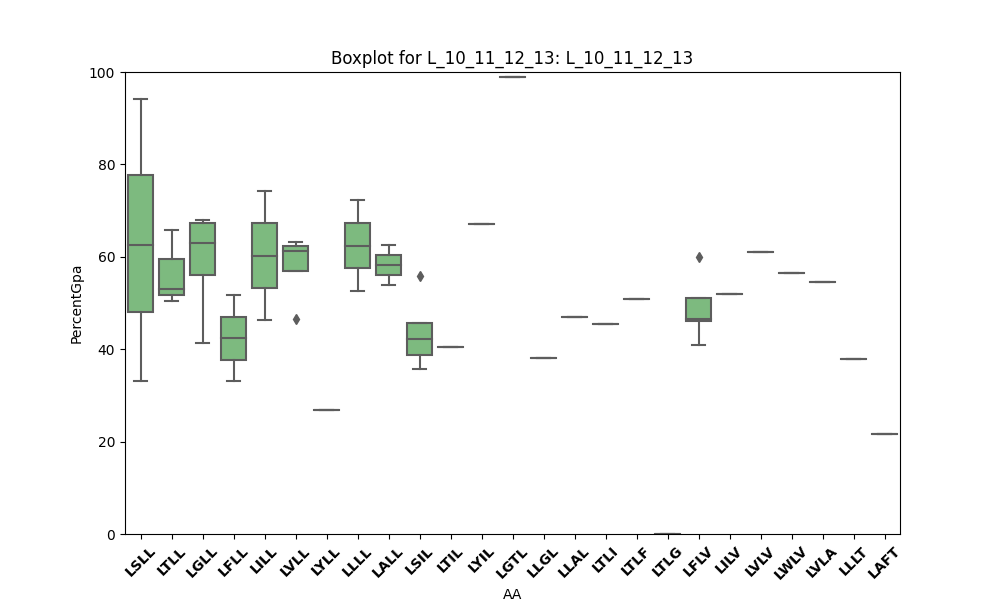 Boxplot for L_10_11_12_13: L_10_11_12_13
100
80
60
40
20
0
PercentGpa
LSLL
LTLL
LGLL
LFLL
LILL
LVLL
LYLL
LLLL
LALL
LSIL
LTIL
LYIL
LGTL
LLGL
LLAL
LTLI
LTLF
LTLG
LFLV
LILV
LVLV
LWLV
LVLA
LLLT
LAFT
AA